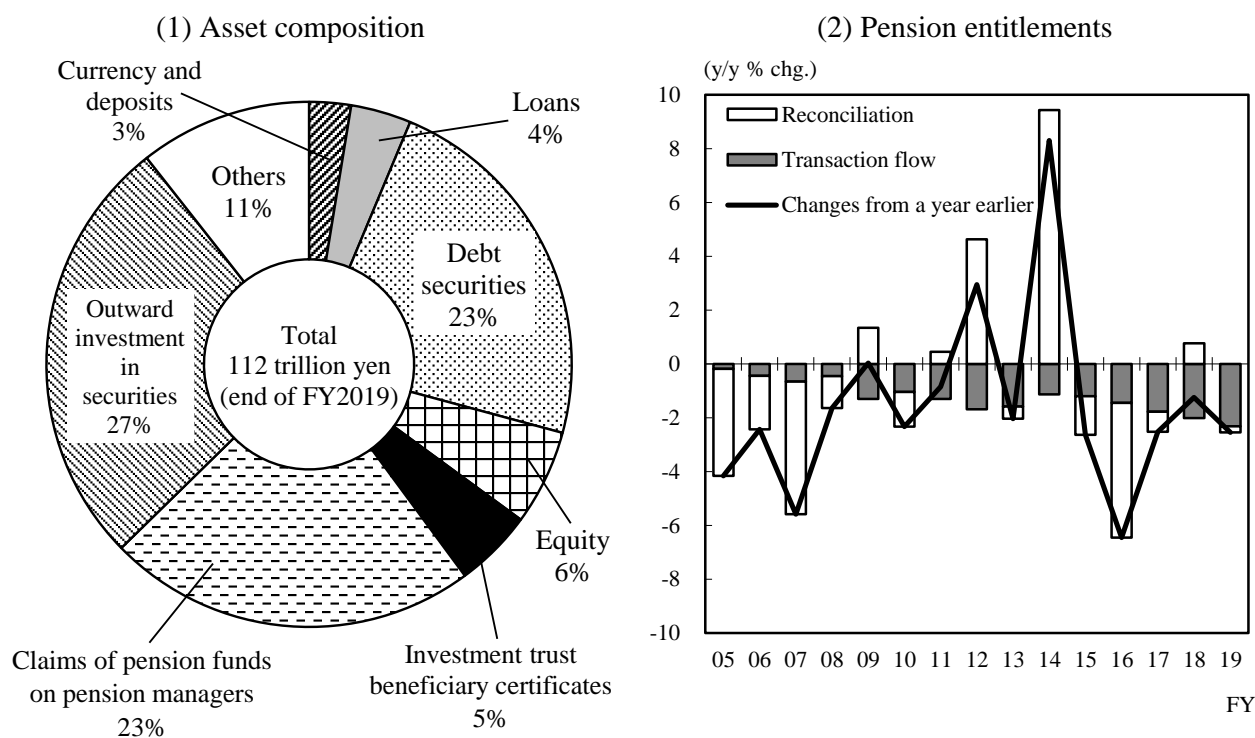 (1) Asset composition
Currency and
deposits
3%
Loans
4%
Others
11%
Debt
securities
23%
Outward
investment
in
securities
27%
Total
112 trillion yen
(end of FY2019)
Equity
6%
Claims of pension funds
on pension managers
23%
Investment trust
beneficiary certificates
5%
(2) Pension entitlements
(y/y % chg.)
10
8
6
4
2
0
-2
-4
-6
-8
-10
Reconciliation
Transaction flow
Changes from a year earlier
05 06 07 08 09 10 11 12 13 14 15 16 17 18 19
FY